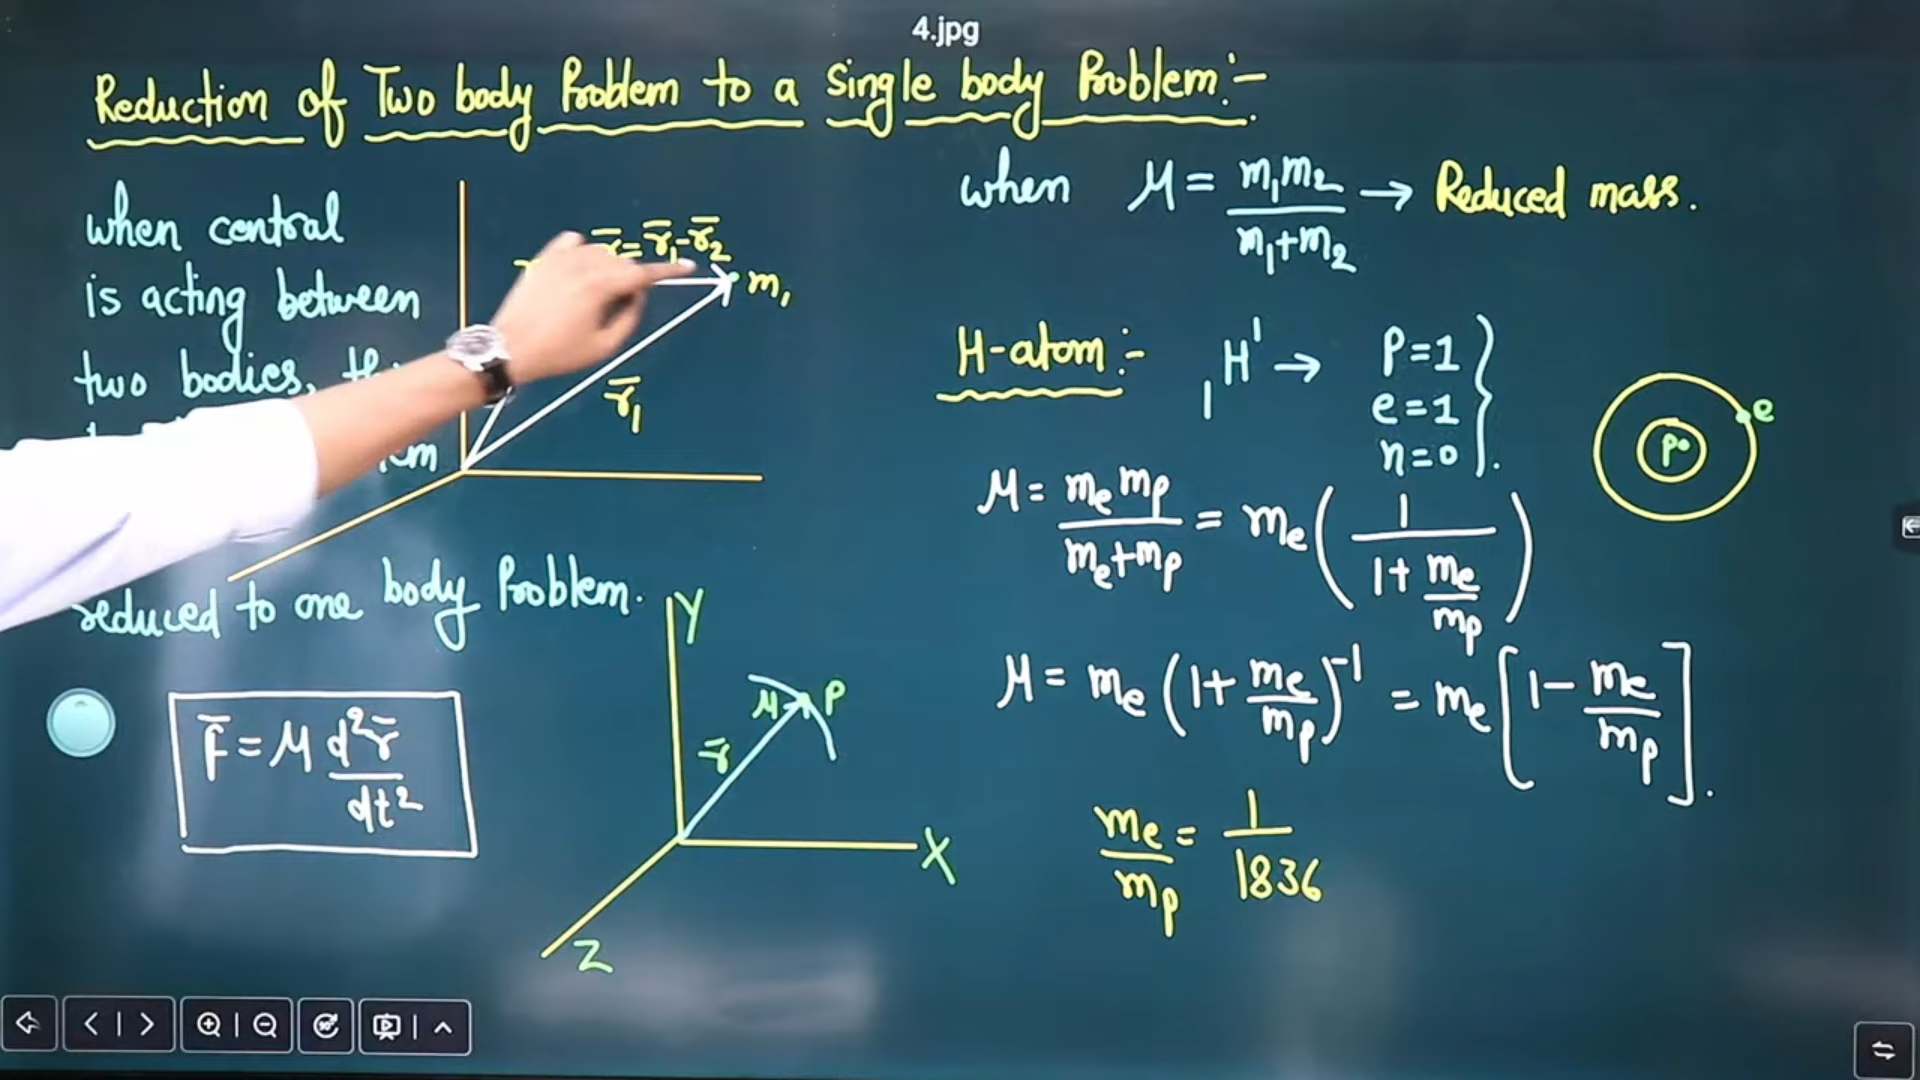 4.jpg
Reduction of Two body Problem to a Single body Problem:-
when central
is acting between
two bodies,
reduced to one body Problem.
r̄ = r̄₁-r̄₂
m₁
r̄₁
F̄ = μ d²r̄/dt²
Y
μ
P
r̄
X
Z
when μ = m₁m₂/m₁+m₂ → Reduced mass.
H-atom:- ₁H¹ → P=1
e=1
n=0
e
P
μ = mₑmₚ/mₑ+mₚ = mₑ(1/1+mₑ/mₚ)
μ = mₑ(1+mₑ/mₚ)⁻¹ = mₑ[1-mₑ/mₚ].
mₑ/mₚ = 1/1836